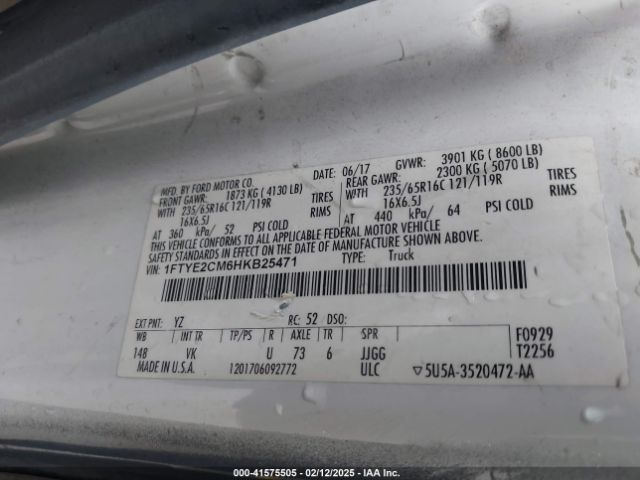 MFD. BY FORD MOTOR CO. DATE: 06/17 GVWR: 3901 KG ( 8600 LB)
FRONT GAWR: 1873 KG ( 4130 LB) REAR GAWR: 2300 KG ( 5070 LB)
WITH 235/65R16C 121/119R TIRES WITH 235/65R16C 121/119R TIRES
16X6.5J RIMS 16X6.5J RIMS
AT 360 kPa/ 52 PSI COLD AT 440 kPa/ 64 PSI COLD
THIS VEHICLE CONFORMS TO ALL APPLICABLE FEDERAL MOTOR VEHICLE
SAFETY STANDARDS IN EFFECT ON THE DATE OF MANUFACTURE SHOWN ABOVE.
VIN: 1FTYE2CM6HKB25471 TYPE: Truck
EXT PNT: YZ RC: 52 DSO:
WB INT TR TP/PS R AXLE TR SPR F0929
148 VK U 73 6 JJGG T2256
MADE IN U.S.A. 1201706092772 ULC ▽5U5A-3520472-AA
00-41575505 - 02/12/2025 - IAA Inc.